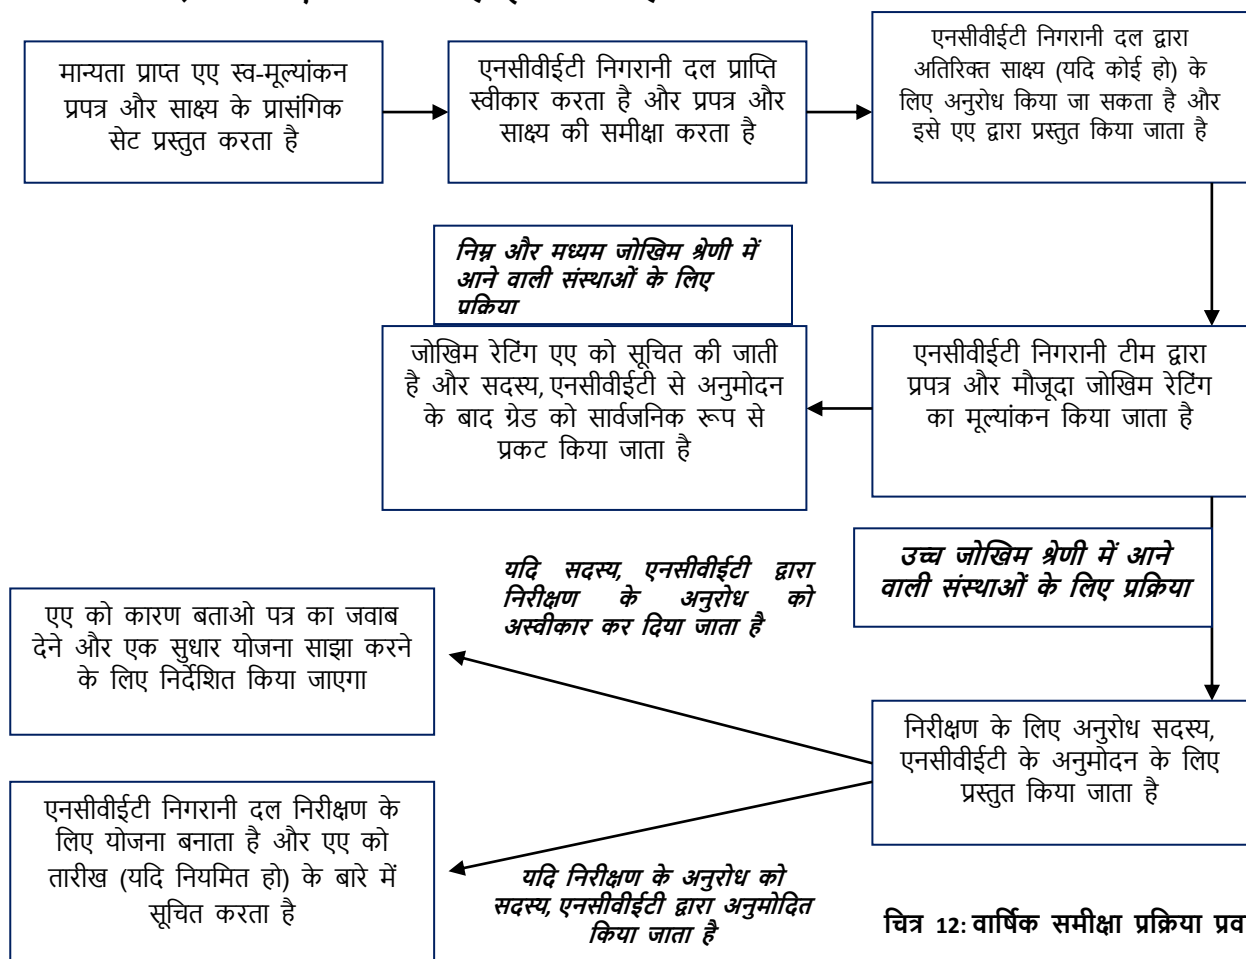 मान्यता प्राप्त एए स्व-मूल्यांकन
प्रपत्र और साक्ष्य के प्रासंगिक
सेट प्रस्तुत करता है
एनसीवीईटी निगरानी दल प्राप्ति
स्वीकार करता है और प्रपत्र और
साक्ष्य की समीक्षा करता है
एनसीवीईटी निगरानी दल द्वारा
अतिरिक्त साक्ष्य (यदि कोई हो) के
लिए अनुरोध किया जा सकता है और
इसे एए द्वारा प्रस्तुत किया जाता है
निम्न और मध्यम जोखिम श्रेणी में
आने वाली संस्थाओं के लिए
प्रक्रिया
जोखिम रेटिंग एए को सूचित की जाती
है और सदस्य, एनसीवीईटी से अनुमोदन
के बाद ग्रेड को सार्वजनिक रूप से
प्रकट किया जाता है
एनसीवीईटी निगरानी टीम द्वारा
प्रपत्र और मौजूदा जोखिम रेटिंग
का मूल्यांकन किया जाता है
उच्च जोखिम श्रेणी में आने
वाली संस्थाओं के लिए प्रक्रिया
यदि सदस्य, एनसीवीईटी द्वारा
निरीक्षण के अनुरोध को
अस्वीकार कर दिया जाता है
एए को कारण बताओ पत्र का जवाब
देने और एक सुधार योजना साझा करने
के लिए निर्देशित किया जाएगा
निरीक्षण के लिए अनुरोध सदस्य,
एनसीवीईटी के अनुमोदन के लिए
प्रस्तुत किया जाता है
एनसीवीईटी निगरानी दल निरीक्षण के
लिए योजना बनाता है और एए को
तारीख (यदि नियमित हो) के बारे में
सूचित करता है
यदि निरीक्षण के अनुरोध को
सदस्य, एनसीवीईटी द्वारा अनुमोदित
किया जाता है
चित्र 12: वार्षिक समीक्षा प्रक्रिया